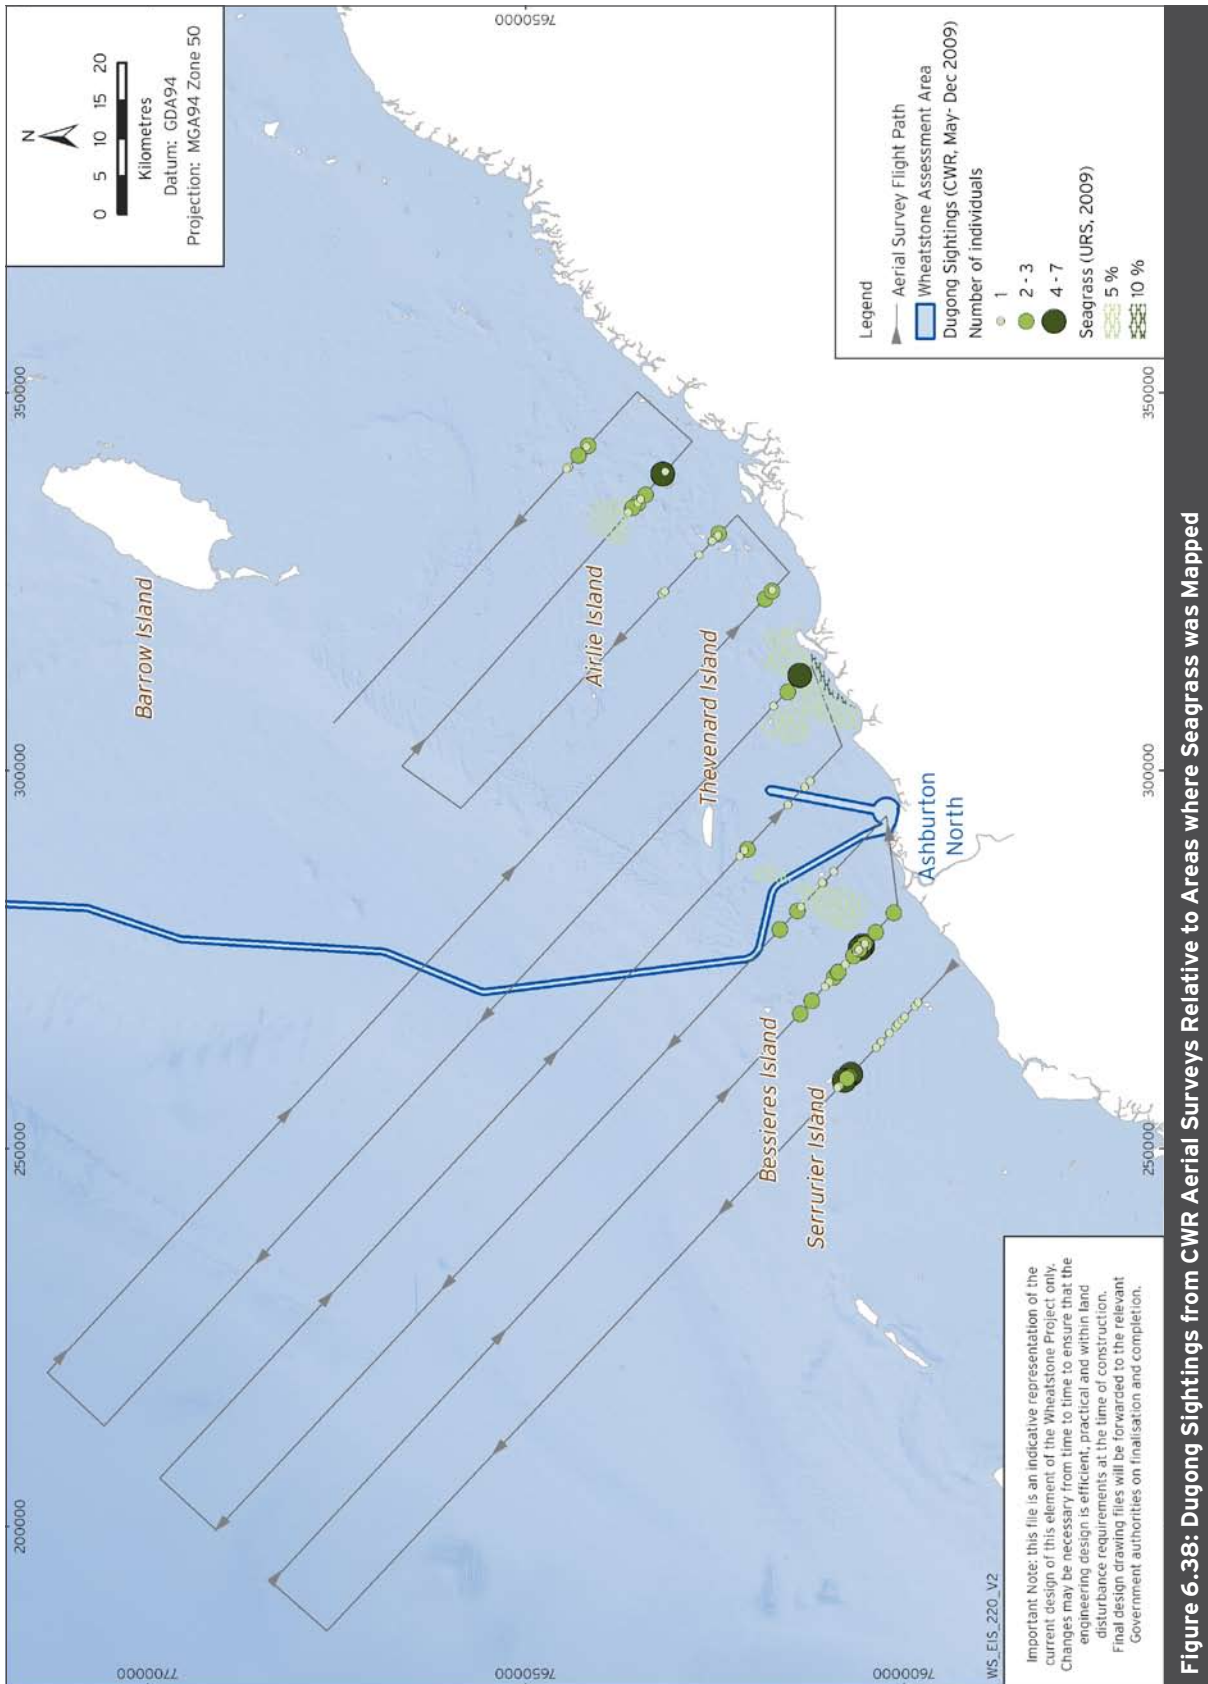 200000
250000
300000
350000
7700000
7650000
7600000
7650000
250000
300000
350000
N
0 5 10 15 20
Kilometres
Datum: GDA94
Projection: MGA94 Zone 50
Barrow Island
Airlie Island
Thevenard Island
Bessieres Island
Serrurier Island
Ashburton
North
Legend
Aerial Survey Flight Path
Wheatstone Assessment Area
Dugong Sightings (CWR, May- Dec 2009)
Number of individuals
1
2 - 3
4 - 7
Seagrass (URS, 2009)
5 %
10 %
WS_EIS_220_V2
Important Note: this file is an indicative representation of the
current design of this element of the Wheatstone Project only.
Changes may be necessary from time to time to ensure that the
engineering design is efficient, practical and within land
disturbance requirements at the time of construction.
Final design drawing files will be forwarded to the relevant
Government authorities on finalisation and completion.
Figure 6.38: Dugong Sightings from CWR Aerial Surveys Relative to Areas where Seagrass was Mapped